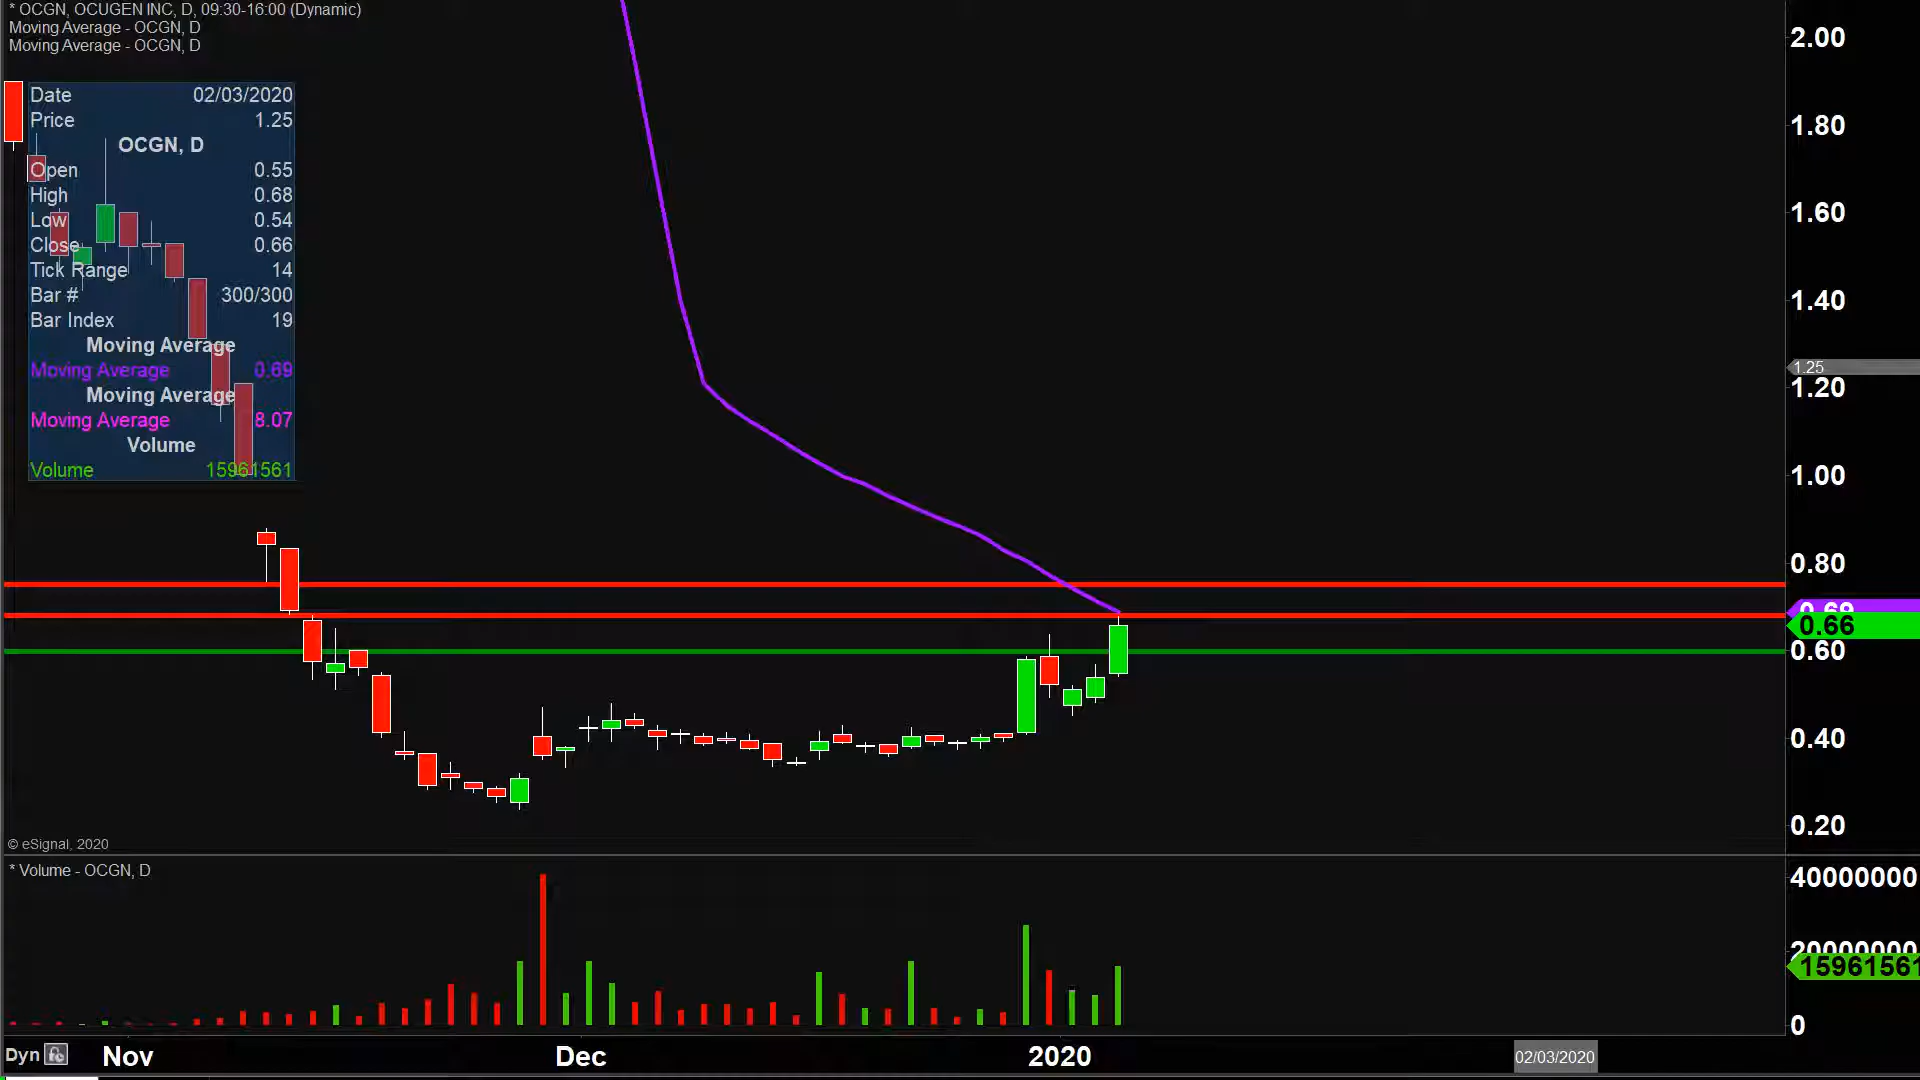 * OCGN, OCUGEN INC, D, 09:30-16:00 (Dynamic)
Moving Average - OCGN, D
Moving Average - OCGN, D
Date 02/03/2020
Price 1.25
OCGN, D
Open 0.55
High 0.68
Low 0.54
Close 0.66
Tick Range 14
Bar # 300/300
Bar Index 19
Moving Average
Moving Average 0.69
Moving Average
Moving Average 8.07
Volume
Volume 15961561
2.00
1.80
1.60
1.40
1.25
1.20
1.00
0.80
0.69
0.66
0.60
0.40
0.20
© eSignal, 2020
* Volume - OCGN, D
40000000
20000000
15961561
0
Dyn Nov Dec 2020 02/03/2020